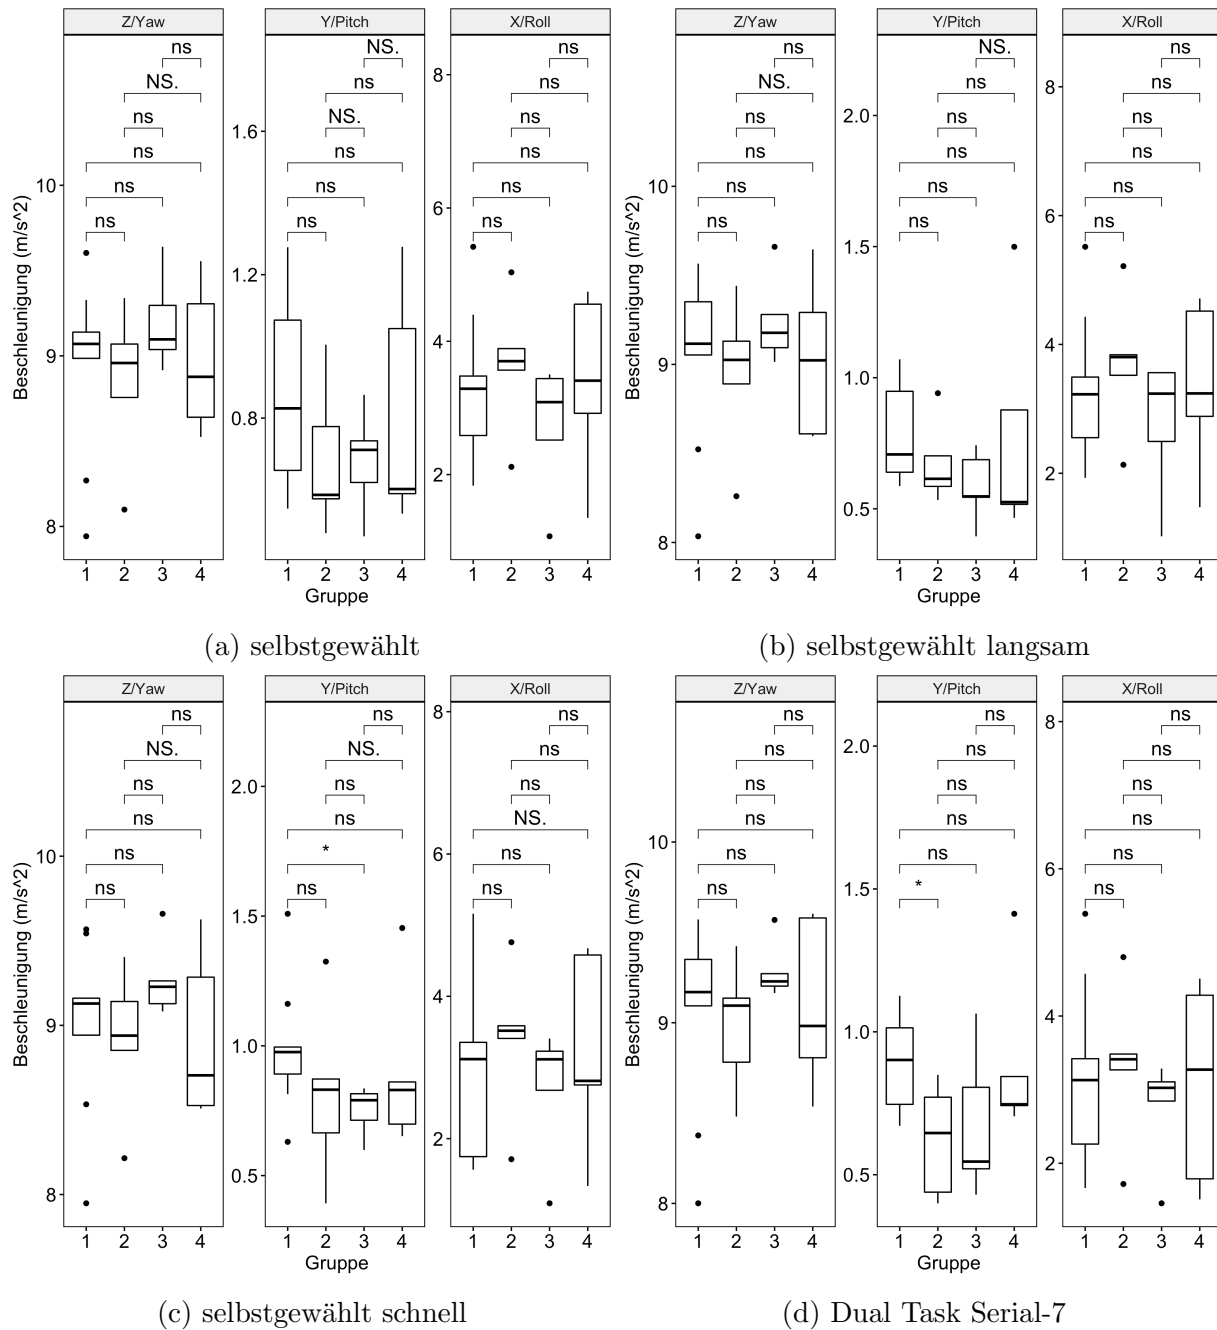 Z/Yaw Y/Pitch X/Roll
ns NS. ns
NS. ns ns
ns NS. ns
ns ns ns
ns ns ns
ns ns ns
10
9
8
1.6
1.2
0.8
8
6
4
2
Beschleunigung (m/s^2)
1 2 3 4 1 2 3 4 1 2 3 4
Gruppe
(a) selbstgewählt
Z/Yaw Y/Pitch X/Roll
ns NS. ns
NS. ns ns
ns ns ns
ns ns ns
ns ns ns
ns ns ns
10
9
8
2.0
1.5
1.0
0.5
8
6
4
2
Beschleunigung (m/s^2)
1 2 3 4 1 2 3 4 1 2 3 4
Gruppe
(b) selbstgewählt langsam
Z/Yaw Y/Pitch X/Roll
ns ns ns
NS. NS. ns
ns ns ns
ns ns NS.
ns * ns
ns ns ns
10
9
8
2.0
1.5
1.0
0.5
8
6
4
2
Beschleunigung (m/s^2)
1 2 3 4 1 2 3 4 1 2 3 4
Gruppe
(c) selbstgewählt schnell
Z/Yaw Y/Pitch X/Roll
ns ns ns
ns ns ns
ns ns ns
ns ns ns
ns ns ns
ns * ns
10
9
8
2.0
1.5
1.0
0.5
8
6
4
2
Beschleunigung (m/s^2)
1 2 3 4 1 2 3 4 1 2 3 4
Gruppe
(d) Dual Task Serial-7